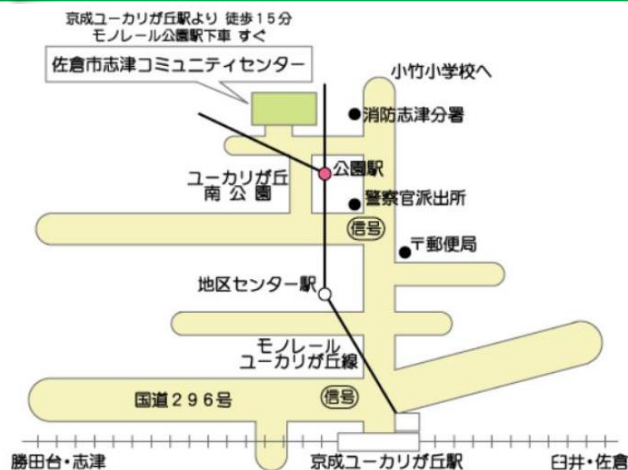 京成ユーカリが丘駅より 徒歩15分
モノレール公園駅下車 すぐ
佐倉市志津コミュニティセンター
小竹小学校へ
消防志津分署
公園駅
ユーカリが丘
南公園
警察官派出所
信号
〒郵便局
地区センター駅
モノレール
ユーカリが丘線
国道296号
信号
勝田台・志津
京成ユーカリが丘駅
臼井・佐倉